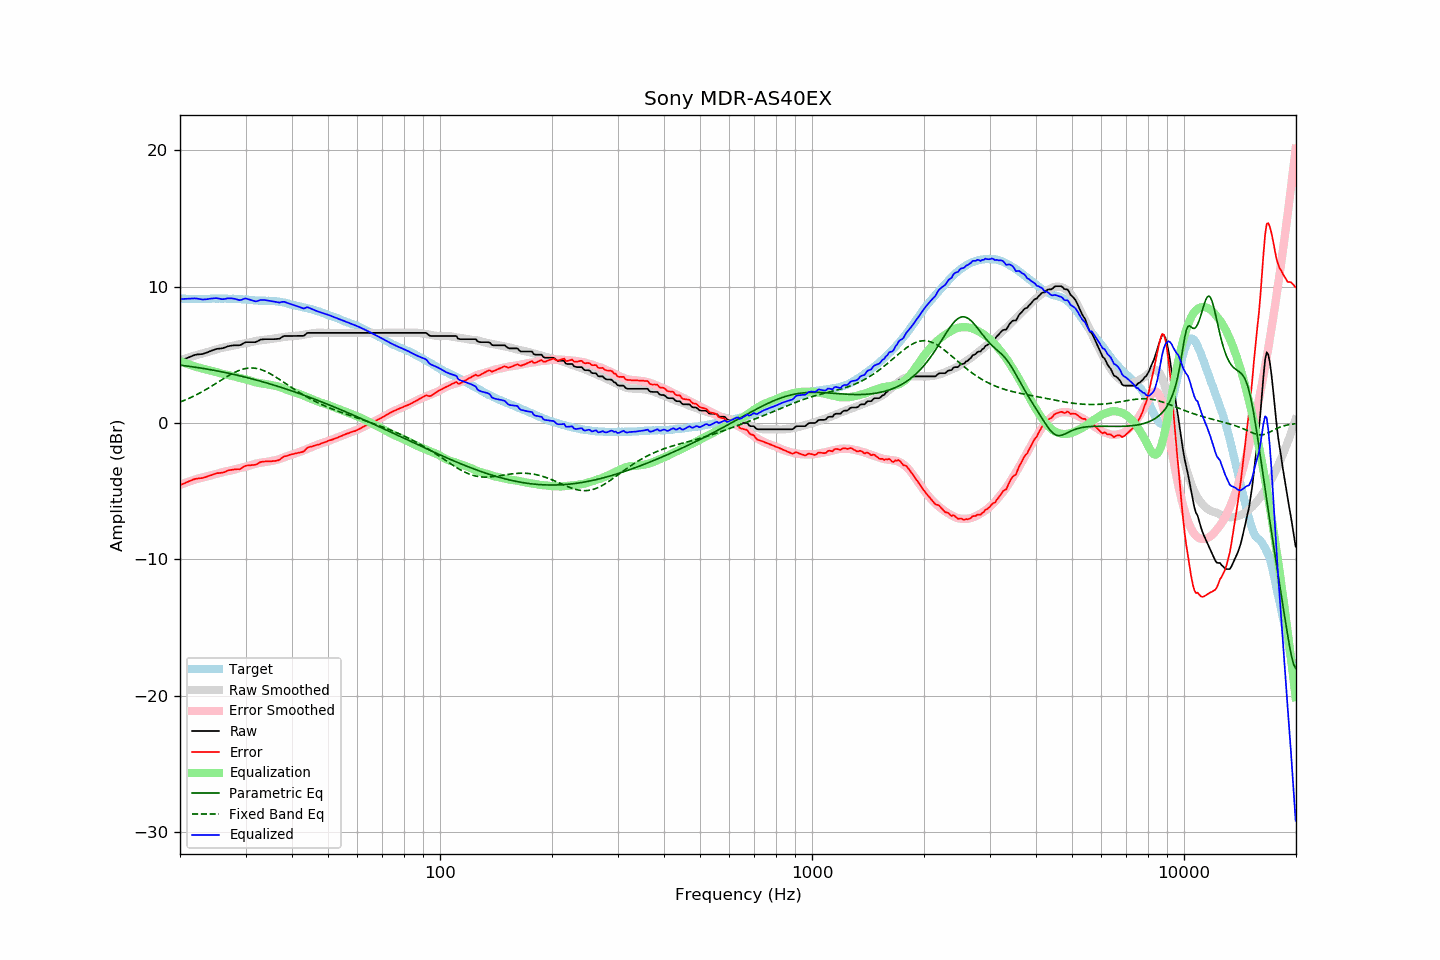 Sony MDR-AS40EX
20
10
0
−10
−20
−30
Amplitude (dBr)
Target
Raw Smoothed
Error Smoothed
Raw
Error
Equalization
Parametric Eq
Fixed Band Eq
Equalized
100
1000
10000
Frequency (Hz)